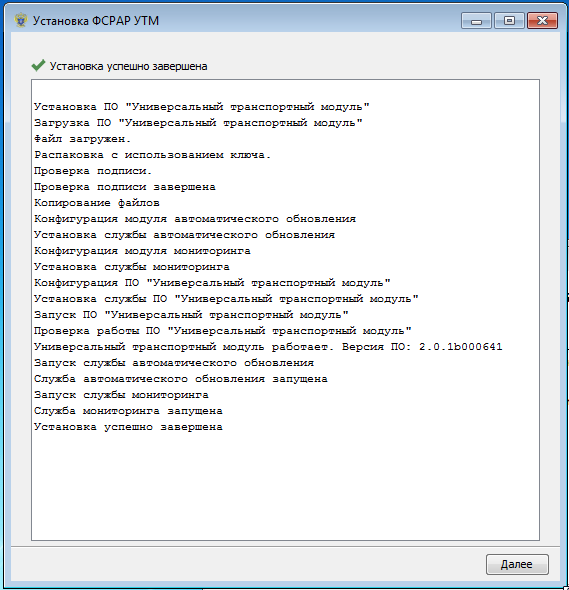 Установка ФСРАР УТМ
Установка успешно завершена
Установка ПО "Универсальный транспортный модуль"
Загрузка ПО "Универсальный транспортный модуль"
Файл загружен.
Распаковка с использованием ключа.
Проверка подписи.
Проверка подписи завершена
Копирование файлов
Конфигурация модуля автоматического обновления
Установка службы автоматического обновления
Конфигурация модуля мониторинга
Установка службы мониторинга
Конфигурация ПО "Универсальный транспортный модуль"
Установка службы ПО "Универсальный транспортный модуль"
Запуск ПО "Универсальный транспортный модуль"
Проверка работы ПО "Универсальный транспортный модуль"
Универсальный транспортный модуль работает. Версия ПО: 2.0.1b000641
Запуск службы автоматического обновления
Служба автоматического обновления запущена
Запуск службы мониторинга
Служба мониторинга запущена
Установка успешно завершена
Далее